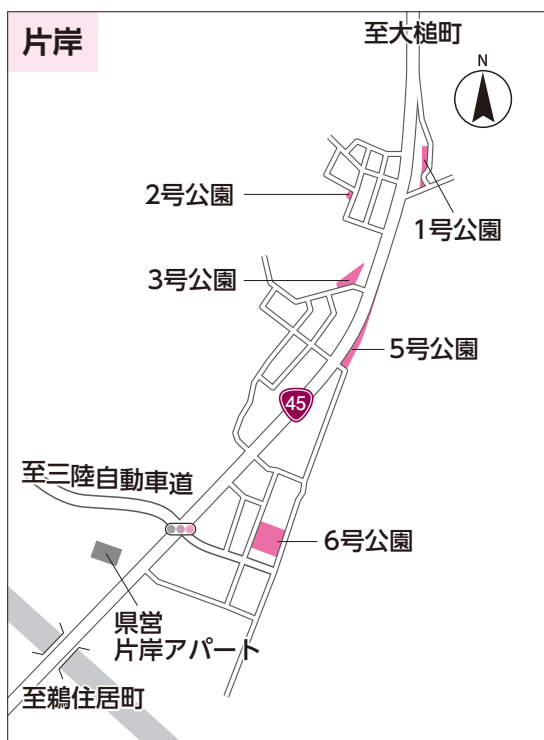 片岸
至大槌町
N
2号公園
1号公園
3号公園
5号公園
45
至三陸自動車道
6号公園
県営
片岸アパート
至鵜住居町